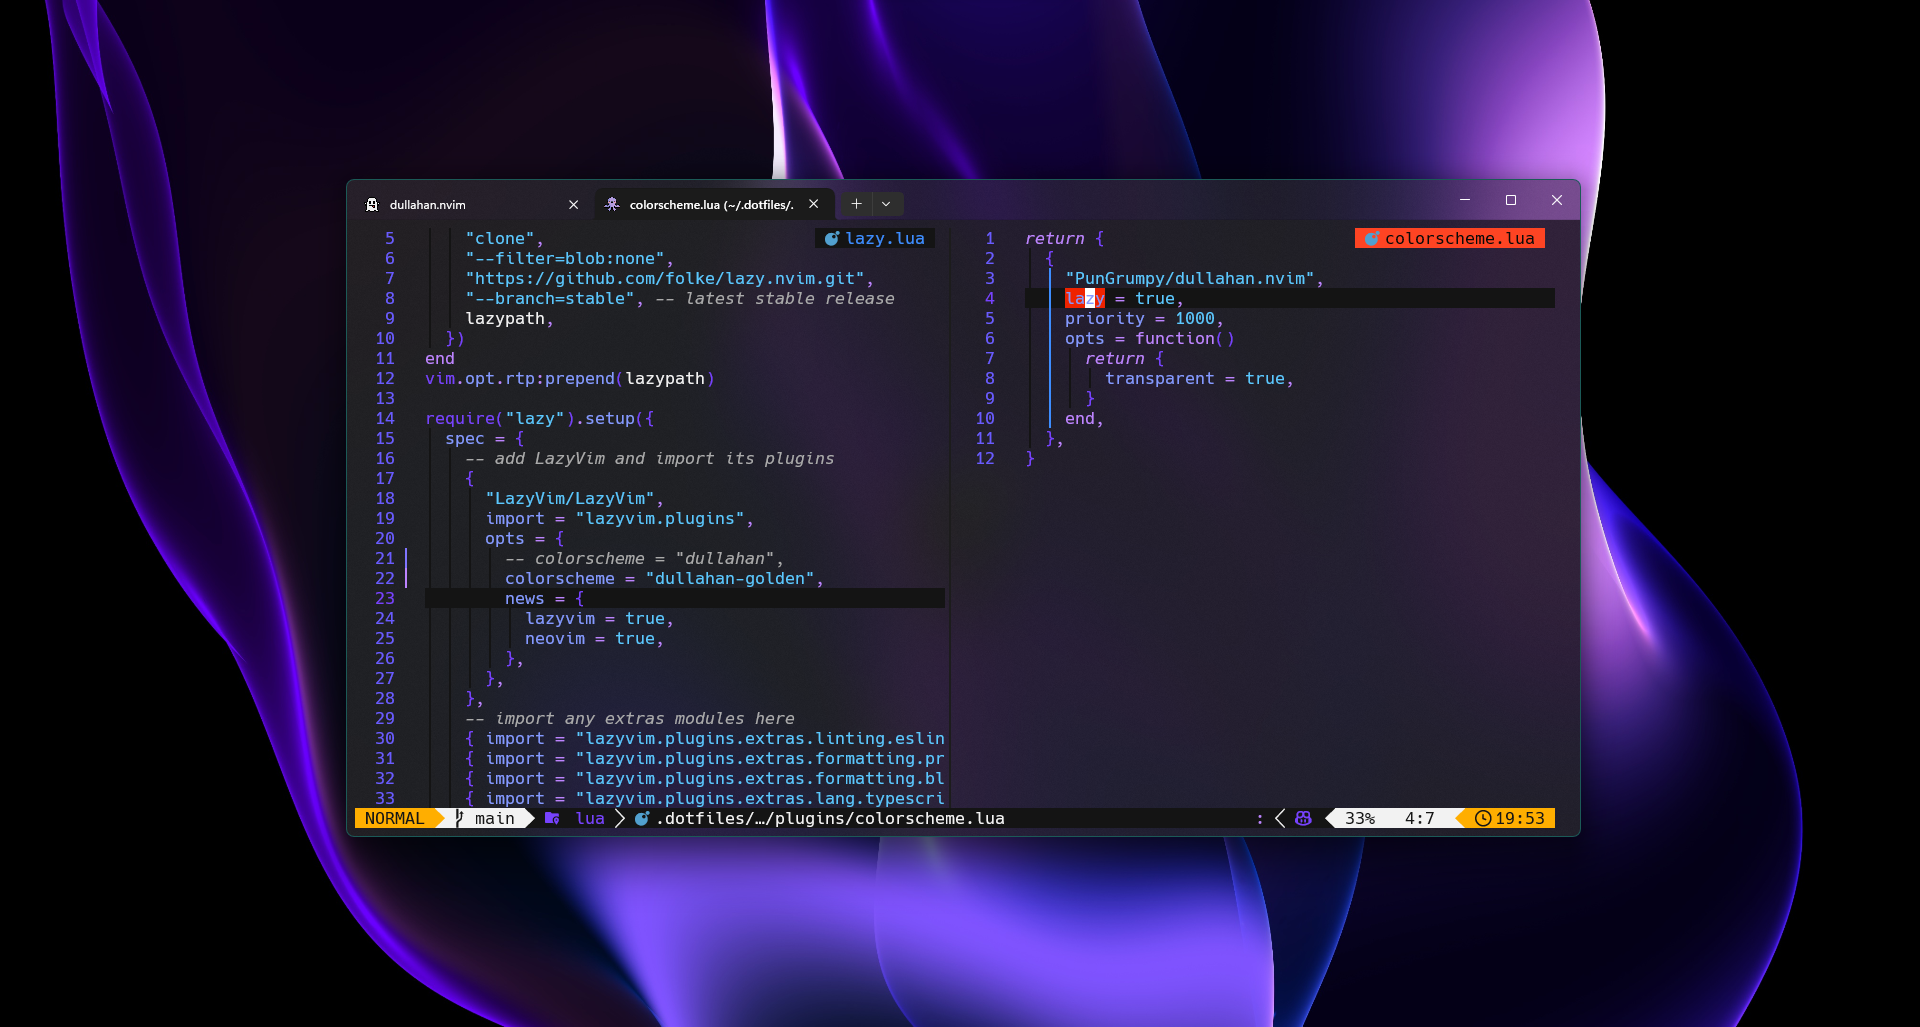 dullahan.nvim
colorscheme.lua (~/.dotfiles/.
lazy.lua
5 "clone",
6 "--filter=blob:none",
7 "https://github.com/folke/lazy.nvim.git",
8 "--branch=stable", -- latest stable release
9 lazypath,
10 })
11 end
12 vim.opt.rtp:prepend(lazypath)
13
14 require("lazy").setup({
15 spec = {
16 -- add LazyVim and import its plugins
17 {
18 "LazyVim/LazyVim",
19 import = "lazyvim.plugins",
20 opts = {
21 -- colorscheme = "dullahan",
22 colorscheme = "dullahan-golden",
23 news = {
24 lazyvim = true,
25 neovim = true,
26 },
27 },
28 },
29 -- import any extras modules here
30 { import = "lazyvim.plugins.extras.linting.eslin
31 { import = "lazyvim.plugins.extras.formatting.pr
32 { import = "lazyvim.plugins.extras.formatting.bl
33 { import = "lazyvim.plugins.extras.lang.typescri
colorscheme.lua
1 return {
2 {
3 "PunGrumpy/dullahan.nvim",
4 lazy = true,
5 priority = 1000,
6 opts = function()
7 return {
8 transparent = true,
9 }
10 end,
11 },
12 }
NORMAL main lua .dotfiles/…/plugins/colorscheme.lua : 33% 4:7 19:53